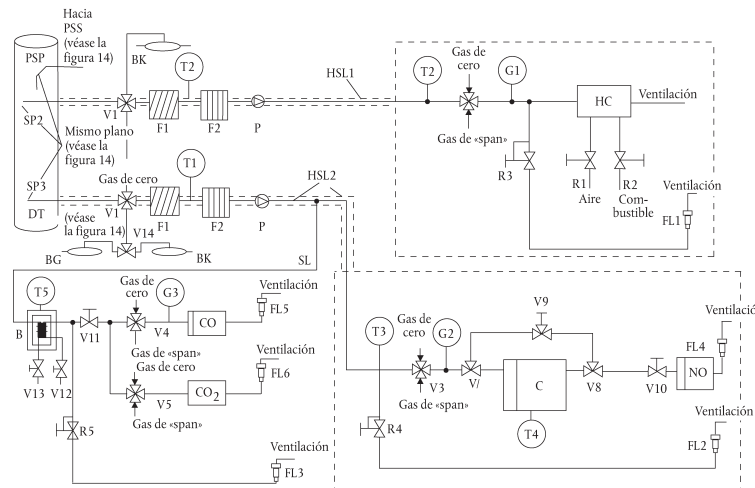 Hacia
PSS
(véase la
figura 14)
PSP
BK
T2
HSL1
SP2
V1
F1
F2
P
Mismo plano
(véase la
figura 14)
SP3
DT
Gas de cero
T1
HSL2
(véase
la figura 14)
V1
F1
F2
P
V14
BG
BK
SL
T2
Gas de
cero
G1
Gas de «span»
HC
Ventilación
R3
R1
Aire
R2
Com-
bustible
Ventilación
FL1
T5
B
V13
V12
V11
Gas de
cero
G3
V4
CO
Ventilación
FL5
Gas de «span»
Gas de cero
V5
CO2
Ventilación
FL6
Gas de «span»
R5
Ventilación
FL3
T3
Gas de
cero
G2
V3
Gas de «span»
V/
V9
C
T4
V8
V10
NO
Ventilación
FL4
R4
Ventilación
FL2